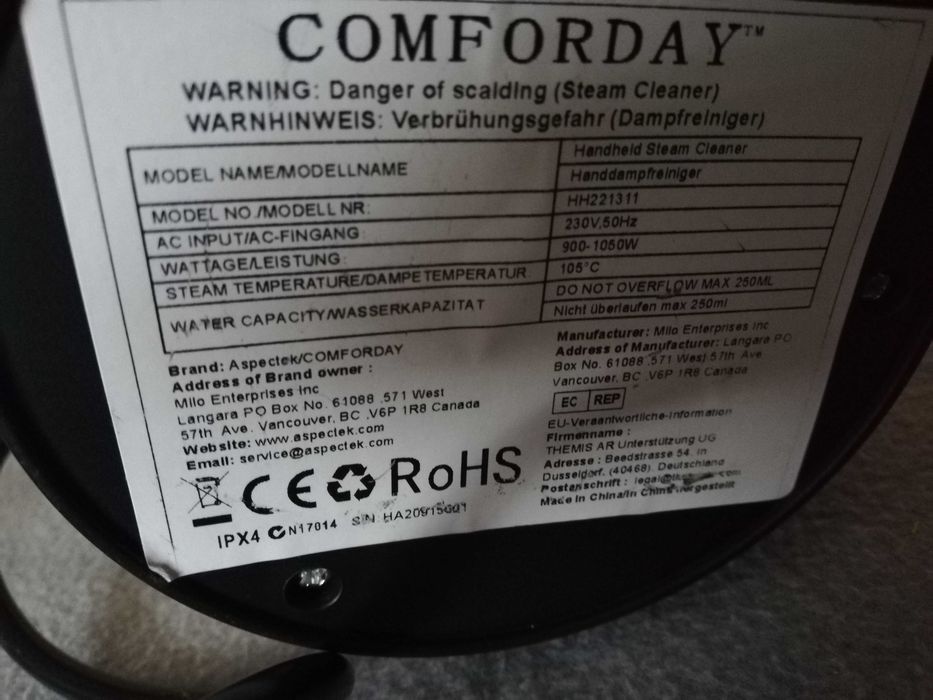 COMFORDAY™
WARNING: Danger of scalding (Steam Cleaner)
WARNHINWEIS: Verbrühungsgefahr (Dampfreiniger)
MODEL NAME/MODELLNAME
Handheld Steam Cleaner
Handdampfreiniger
MODEL NO./MODELL NR:
HH221311
AC INPUT/AC-FINGANG
230V,50Hz
WATTAGE/LEISTUNG:
900-1050W
STEAM TEMPERATURE/DAMPETEMPERATUR
105°C
WATER CAPACITY/WASSERKAPAZITAT
DO NOT OVERFLOW MAX 250ML
Nicht überlaufen max 250ml
Brand: Aspectek/COMFORDAY
Address of Brand owner :
Milo Enterprises Inc
Langara PO Box No. 61088 .571 West
57th Ave. Vancouver, BC .V6P 1R8 Canada
Website: www.aspectek.com
Email: service@aspectek.com
Manufacturer: Milo Enterprises Inc
Address of Manufacturer: Langara PO
Box No. 61088 .571 West 57th Ave
Vancouver, BC .V6P 1R8 Canada
EC REP
EU-Veraantwortliche-Information
Firmenname :
THEMIS AR Unterstützung UG
Adresse : Beedstrasse 54. in
Dusseldorf. (40468). Deutschland
Postanschrift :
Made in China/In China hergestellt
CE RoHS
IPX4 N17014 S/N: